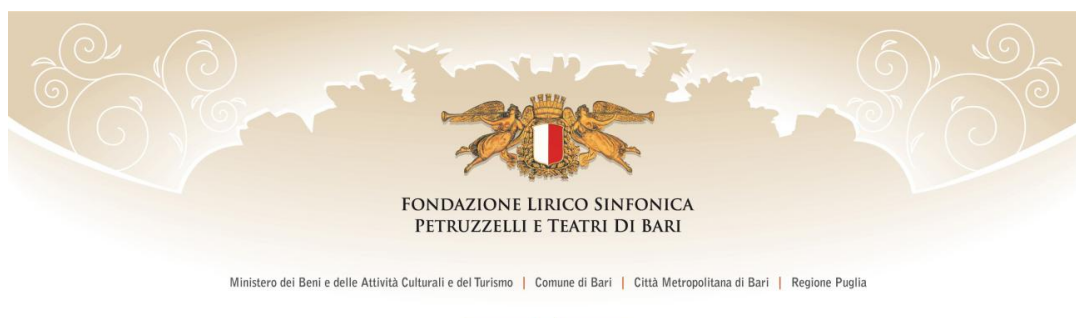 FONDAZIONE LIRICO SINFONICA
PETRUZZELLI E TEATRI DI BARI
Ministero dei Beni e delle Attività Culturali e del Turismo | Comune di Bari | Città Metropolitana di Bari | Regione Puglia